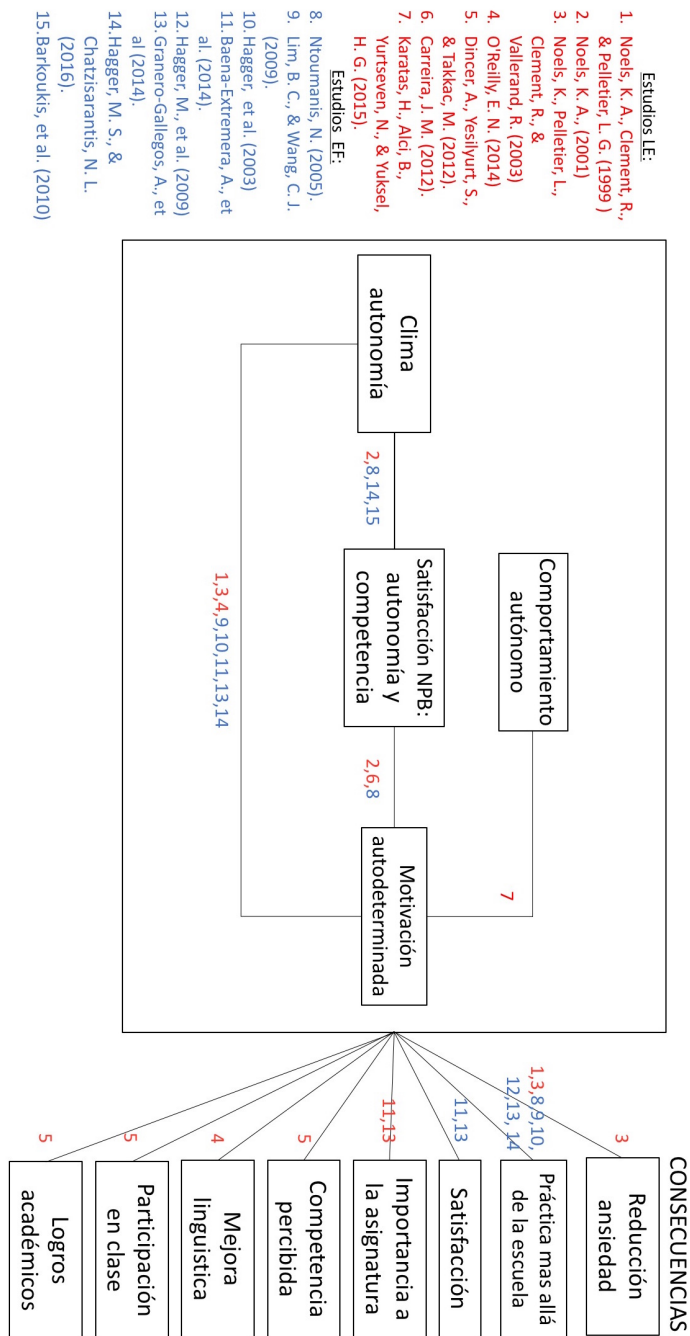 Estudios LE:
1. Noels, K. A., Clement, R.,
& Pelletier, L. G. (1999 )
2. Noels, K. A., (2001)
3. Noels, K., Pelletier, L.,
Clement, R., &
Vallerand, R. (2003)
4. O'Reilly, E. N. (2014)
5. Dincer, A., Yesilyurt, S.,
& Takkac, M. (2012).
6. Carreira, J. M. (2012).
7. Karatas, H., Alci, B.,
Yurtseven, N., & Yuksel,
H. G. (2015).
Estudios EF:
8. Ntoumanis, N. (2005).
9. Lim, B. C., & Wang, C. J.
(2009).
10.Hagger, et al. (2003)
11.Baena-Extremera, A., et
al. (2014).
12.Hagger, M., et al. (2009)
13.Granero-Gallegos, A., et
al (2014).
14.Hagger, M. S., &
Chatzisarantis, N. L.
(2016).
15.Barkoukis, et al. (2010)
Comportamiento
autónomo
7
Clima
autonomía
2,8,14,15
Satisfacción NPB:
autonomía y
competencia
2,6,8
Motivación
autodeterminada
1,3,4,9,10,11,13,14
CONSECUENCIAS
3
Reducción
ansiedad
1,3,8,9,10,
12,13, 14
Práctica mas allá
de la escuela
11,13
Satisfacción
11,13
Importancia a
la asignatura
5
Competencia
percibida
4
Mejora
linguistica
5
Participación
en clase
5
Logros
académicos